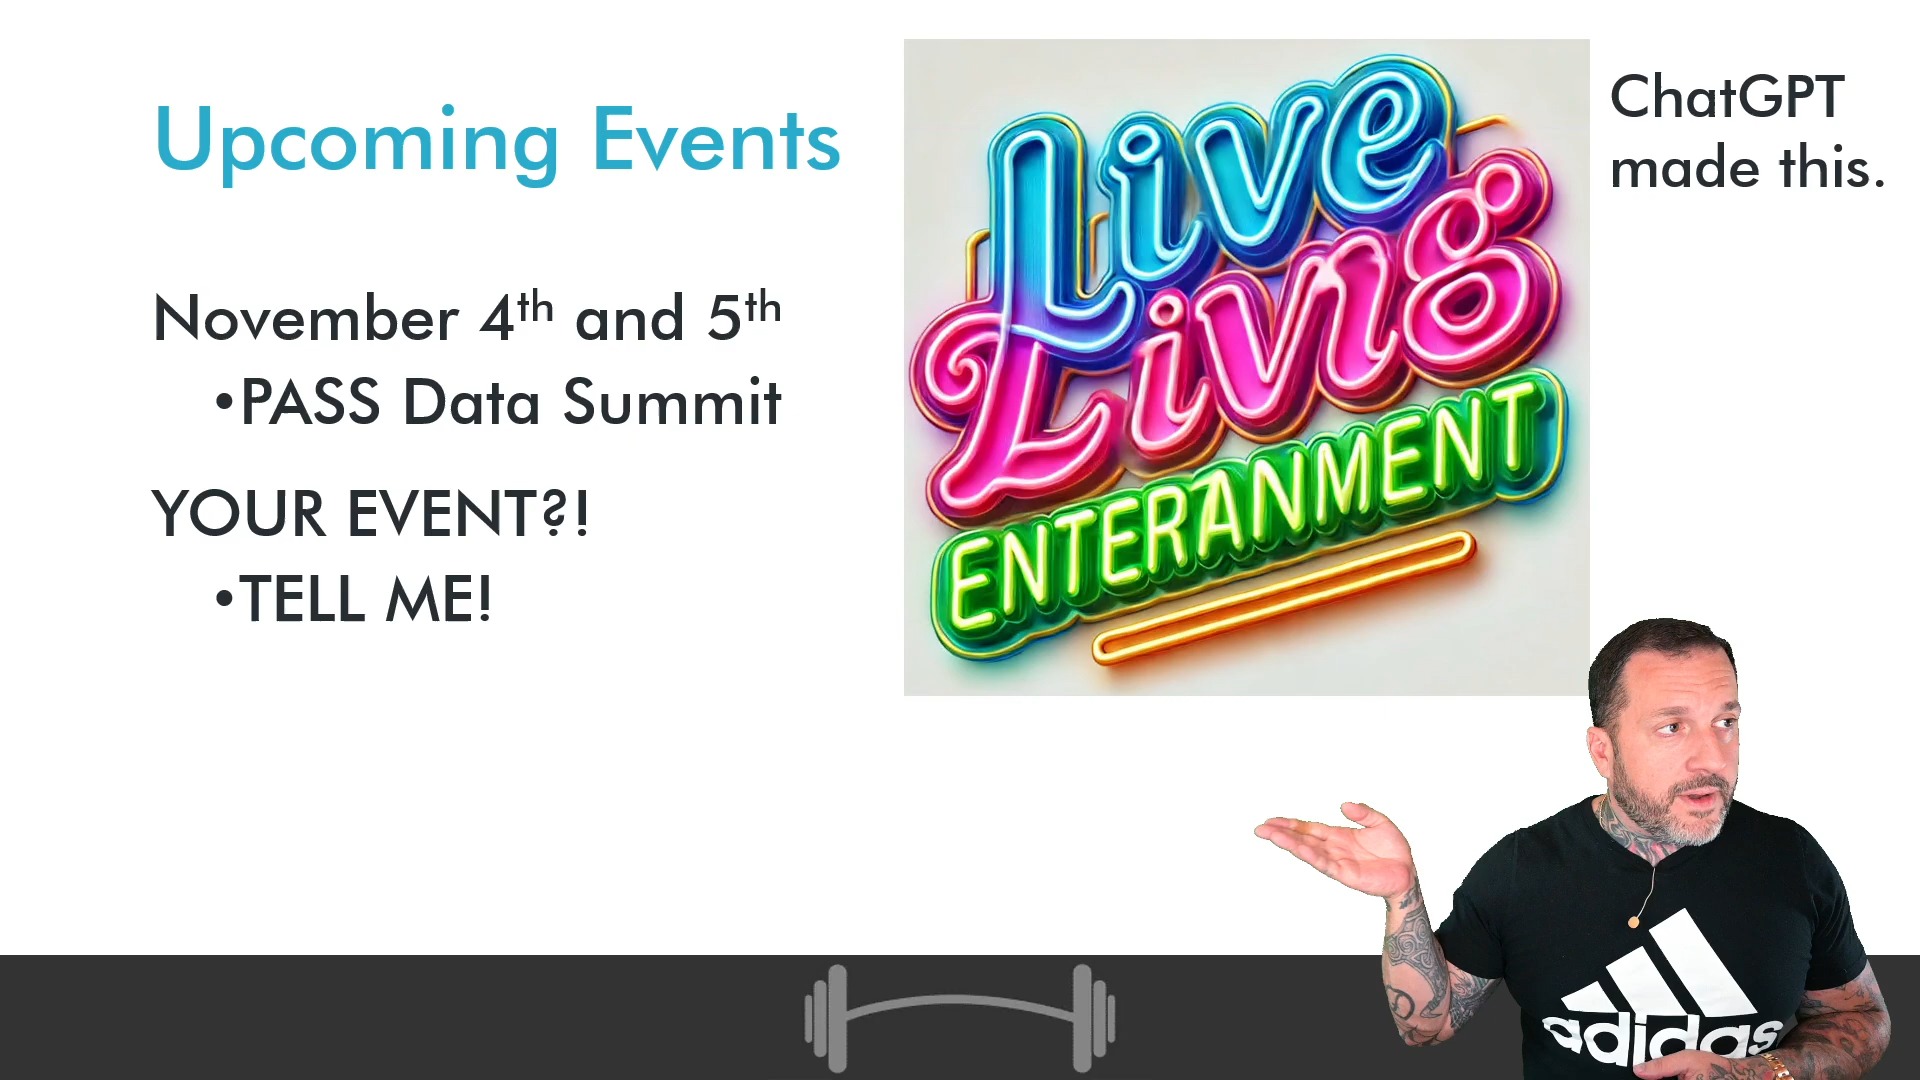 Upcoming Events
November 4th and 5th
•PASS Data Summit
YOUR EVENT?!
•TELL ME!
Live
Living
ENTERANMENT
ChatGPT
made this.
adidas